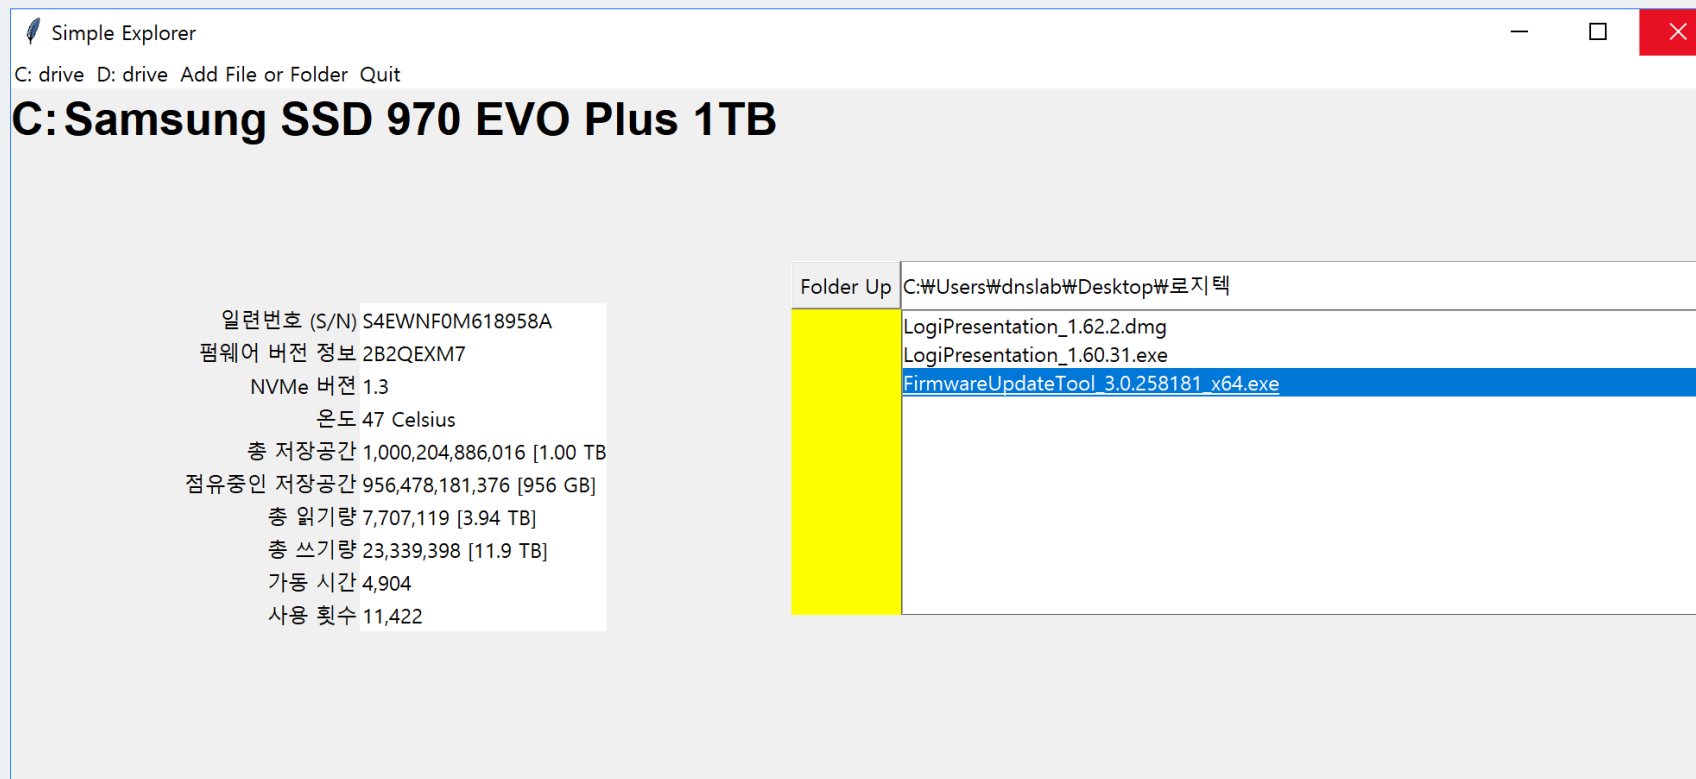 Simple Explorer
C: drive D: drive Add File or Folder Quit
C: Samsung SSD 970 EVO Plus 1TB
일련번호 (S/N) S4EWNF0M618958A
펌웨어 버전 정보 2B2QEXM7
NVMe 버젼 1.3
온도 47 Celsius
총 저장공간 1,000,204,886,016 [1.00 TB
점유중인 저장공간 956,478,181,376 [956 GB]
총 읽기량 7,707,119 [3.94 TB]
총 쓰기량 23,339,398 [11.9 TB]
가동 시간 4,904
사용 횟수 11,422
Folder Up C:₩Users₩dnslab₩Desktop₩로지텍
LogiPresentation_1.62.2.dmg
LogiPresentation_1.60.31.exe
FirmwareUpdateTool_3.0.258181_x64.exe